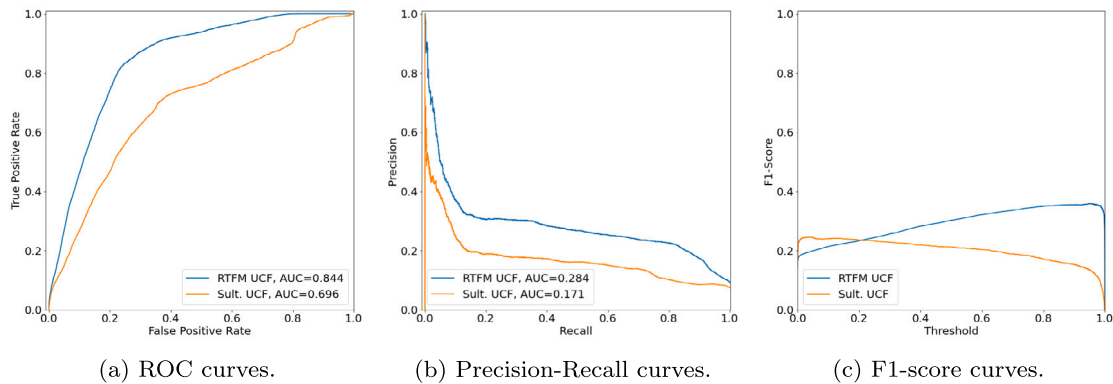 1.0
0.8
0.6
0.4
0.2
0.0
True Positive Rate
RTFM UCF, AUC=0.844
Sult. UCF, AUC=0.696
0.0 0.2 0.4 0.6 0.8 1.0
False Positive Rate
(a) ROC curves.
1.0
0.8
0.6
0.4
0.2
0.0
Precision
RTFM UCF, AUC=0.284
Sult. UCF, AUC=0.171
0.0 0.2 0.4 0.6 0.8 1.0
Recall
(b) Precision-Recall curves.
1.0
0.8
0.6
0.4
0.2
0.0
F1-Score
RTFM UCF
Sult. UCF
0.0 0.2 0.4 0.6 0.8 1.0
Threshold
(c) F1-score curves.